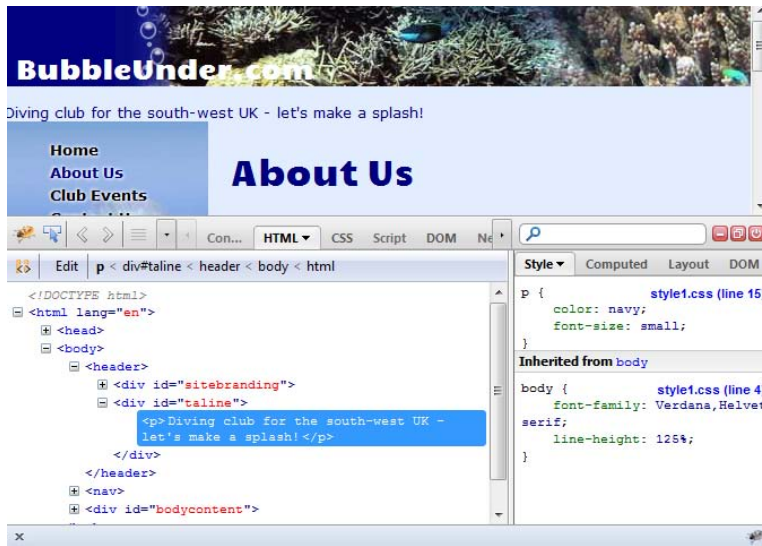 BubbleUnder.com
Diving club for the south-west UK - let's make a splash!
Home
About Us
Club Events
About Us
Con... HTML CSS Script DOM
Edit p < div#taline < header < body < html
<!DOCTYPE html>
<html lang="en">
<head>
<body>
<header>
<div id="sitebranding">
<div id="taline">
<p>Diving club for the south-west UK -
let's make a splash!</p>
</div>
</header>
<nav>
<div id="bodycontent">
Style Computed Layout DOM
p { style1.css (line 15)
color: navy;
font-size: small;
}
Inherited from body
body { style1.css (line 4
font-family: Verdana,Helvet
serif;
line-height: 125%;
}
x